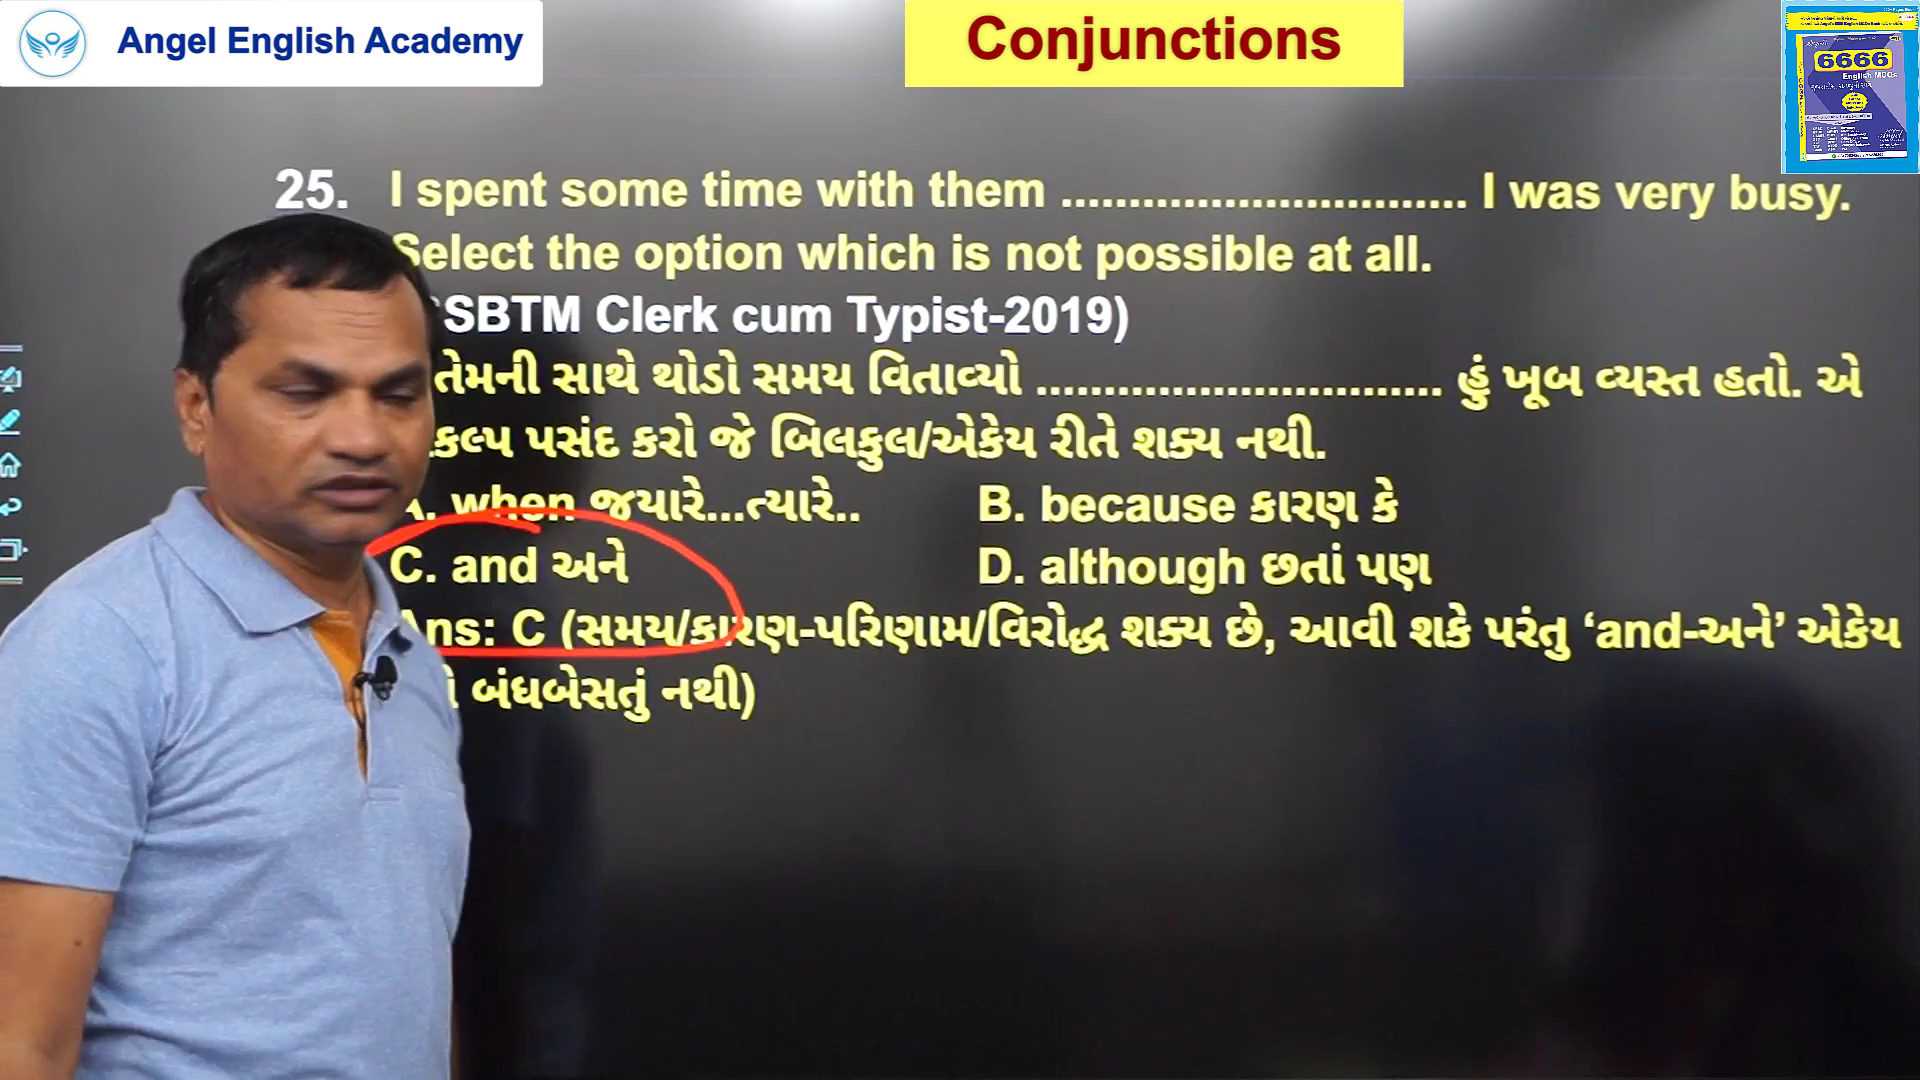 Angel English Academy
Conjunctions
6666
English MCQs
25. I spent some time with them .............................. I was very busy.
Select the option which is not possible at all.
SBTM Clerk cum Typist-2019)
તેમની સાથે થોડો સમય વિતાવ્યો .............................. હું ખૂબ વ્યસ્ત હતો. એ
કલ્પ પસંદ કરો જે બિલકુલ/એકેય રીતે શક્ય નથી.
A. when જયારે...ત્યારે.. B. because કારણ કે
C. and અને D. although છતાં પણ
Ans: C (સમય/કારણ-પરિણામ/વિરોદ્ધ શક્ય છે, આવી શકે પરંતુ ‘and-અને’ એકેય
બંધબેસતું નથી)